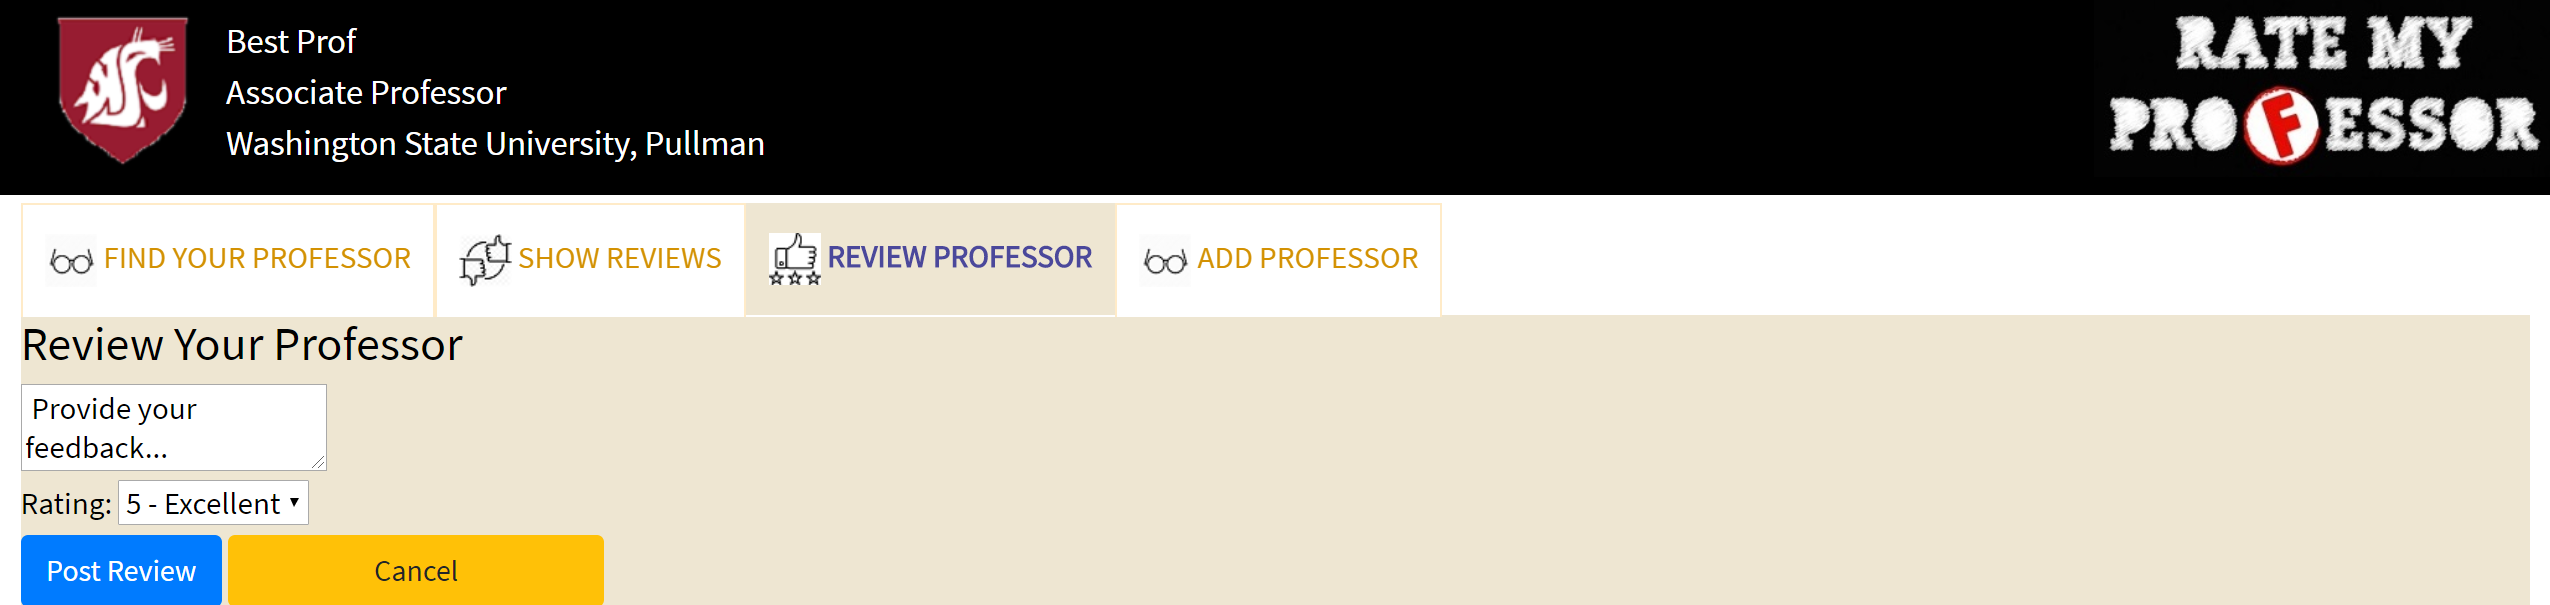 Best Prof
Associate Professor
Washington State University, Pullman
RATE MY
PROFESSOR
FIND YOUR PROFESSOR
SHOW REVIEWS
REVIEW PROFESSOR
ADD PROFESSOR
Review Your Professor
Provide your
feedback...
Rating: 5 - Excellent
Post Review
Cancel